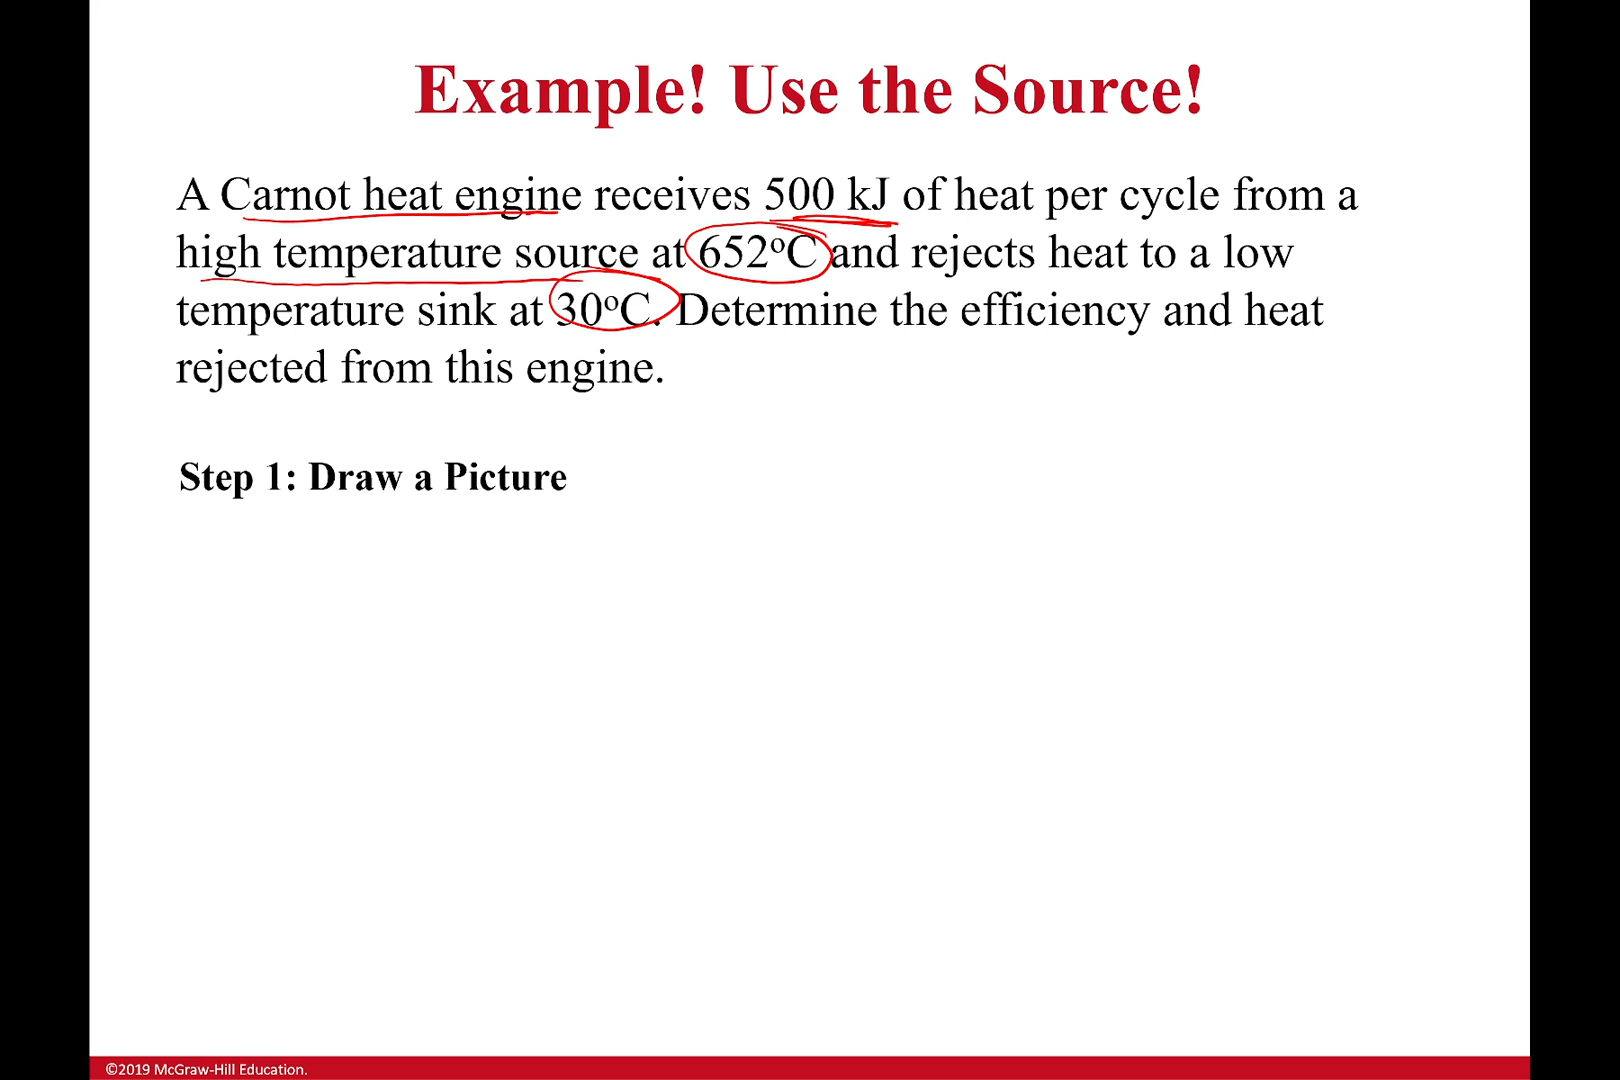 Example! Use the Source!
A Carnot heat engine receives 500 kJ of heat per cycle from a
high temperature source at 652ºC and rejects heat to a low
temperature sink at 30ºC. Determine the efficiency and heat
rejected from this engine.
Step 1: Draw a Picture
©2019 McGraw-Hill Education.